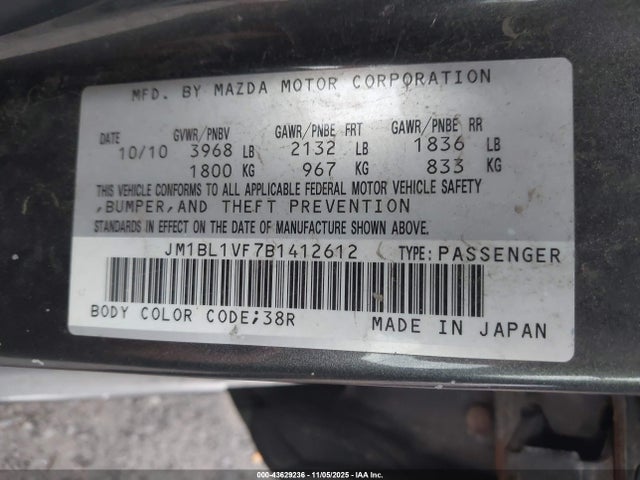 MFD. BY MAZDA MOTOR CORPORATION
DATE GVWR/PNBV GAWR/PNBE FRT GAWR/PNBE RR
10/10 3968 LB 2132 LB 1836 LB
1800 KG 967 KG 833 KG
THIS VEHICLE CONFORMS TO ALL APPLICABLE FEDERAL MOTOR VEHICLE SAFETY
,BUMPER,AND THEFT PREVENTION
STANDARDS IN EFFECT ON THE DATE OF MANUFACTURE SHOWN ABOVE.
JM1BL1VF7B1412612 TYPE:PASSENGER
BODY COLOR CODE;38R MADE IN JAPAN
000-43629236 - 11/05/2025 - IAA Inc.